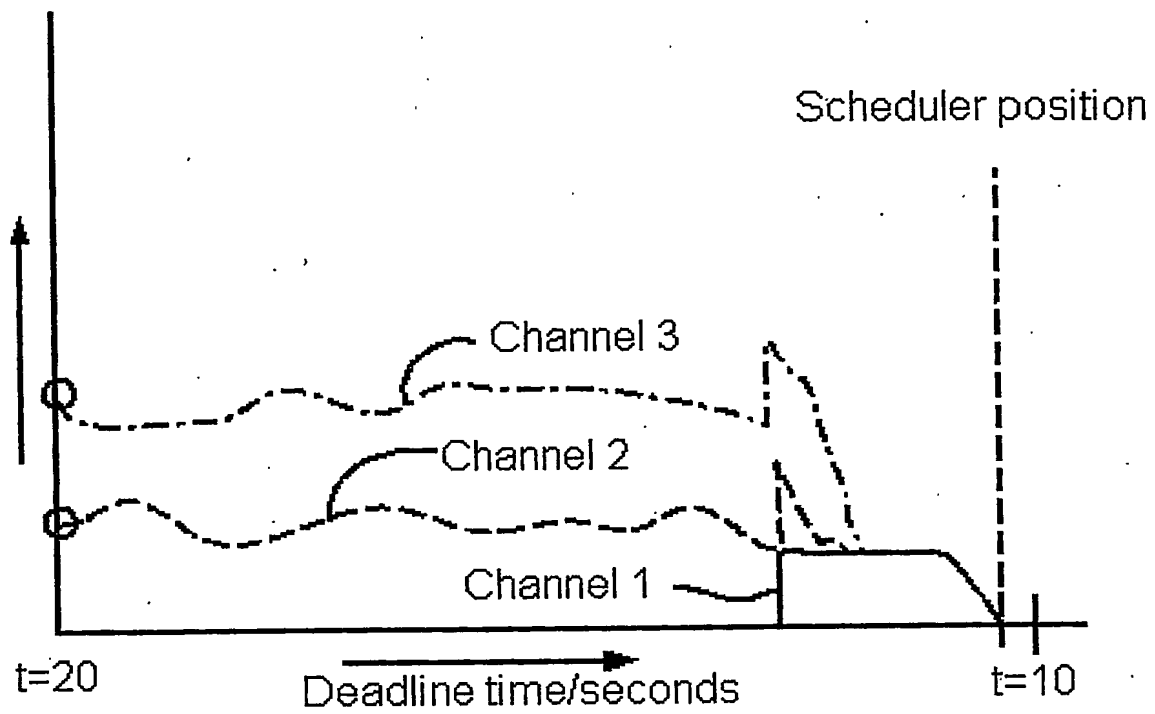 Scheduler position
Channel 3
Channel 2
Channel 1
t=20
t=10
Deadline time/seconds